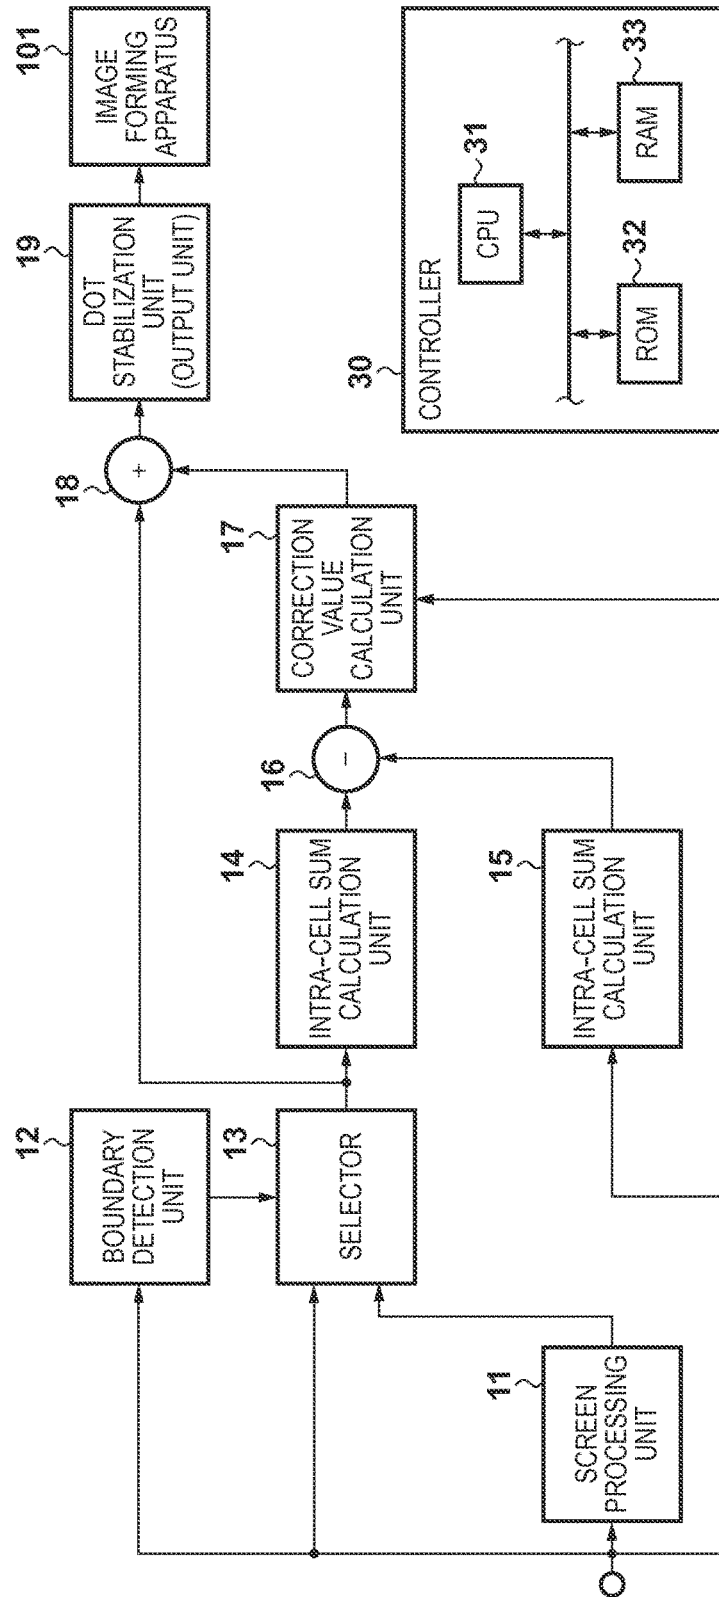 12
BOUNDARY
DETECTION
UNIT
13
SELECTOR
11
SCREEN
PROCESSING
UNIT
14
INTRA-CELL SUM
CALCULATION
UNIT
15
INTRA-CELL SUM
CALCULATION
UNIT
16
-
17
CORRECTION
VALUE
CALCULATION
UNIT
18
+
19
DOT
STABILIZATION
UNIT
(OUTPUT UNIT)
101
IMAGE
FORMING
APPARATUS
30
CONTROLLER
31
CPU
32
ROM
33
RAM